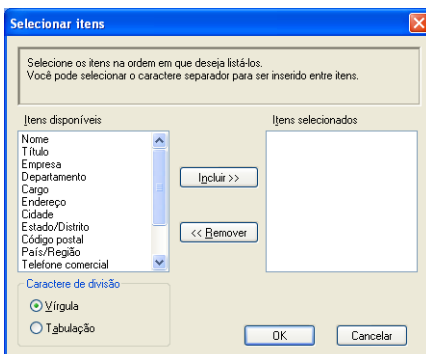 Selecionar itens
Selecione os itens na ordem em que deseja listá-los.
Você pode selecionar o caractere separador para ser inserido entre itens.
Itens disponíveis
Itens selecionados
Nome
Título
Empresa
Departamento
Cargo
Endereço
Cidade
Estado/Distrito
Código postal
País/Região
Telefone comercial
Incluir >>
<< Remover
Caractere de divisão
Vírgula
Tabulação
OK
Cancelar